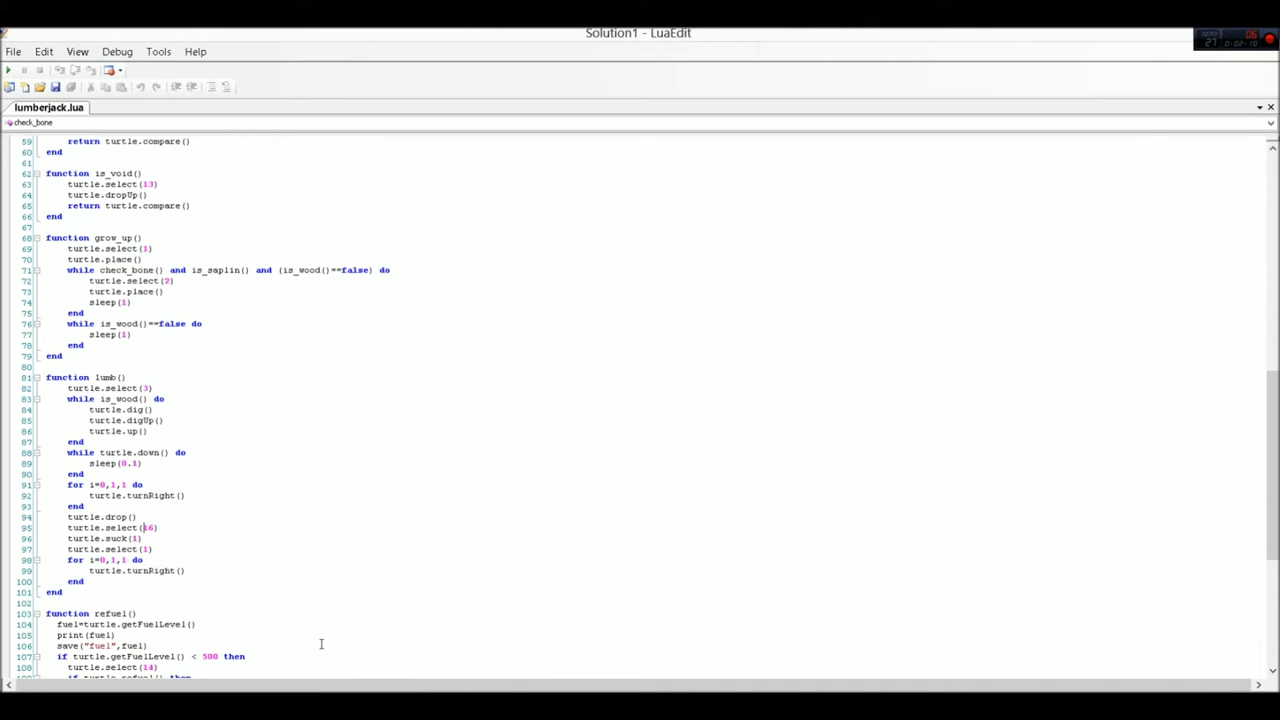 Solution1 - LuaEdit
File Edit View Debug Tools Help
lumberjack.lua
check_bone
59 return turtle.compare()
60 end
61
62 function is_void()
63 turtle.select(13)
64 turtle.dropUp()
65 return turtle.compare()
66 end
67
68 function grow_up()
69 turtle.select(1)
70 turtle.place()
71 while check_bone() and is_saplin() and (is_wood()==false) do
72 turtle.select(2)
73 turtle.place()
74 sleep(1)
75 end
76 while is_wood()==false do
77 sleep(1)
78 end
79 end
80
81 function lumb()
82 turtle.select(3)
83 while is_wood() do
84 turtle.dig()
85 turtle.digUp()
86 turtle.up()
87 end
88 while turtle.down() do
89 sleep(0.1)
90 end
91 for i=0,1,1 do
92 turtle.turnRight()
93 end
94 turtle.drop()
95 turtle.select(16)
96 turtle.suck(1)
97 turtle.select(1)
98 for i=0,1,1 do
99 turtle.turnRight()
100 end
101 end
102
103 function refuel()
104 fuel=turtle.getFuelLevel()
105 print(fuel)
106 save("fuel",fuel)
107 if turtle.getFuelLevel() < 500 then
108 turtle.select(14)
if turtle.refuel() then